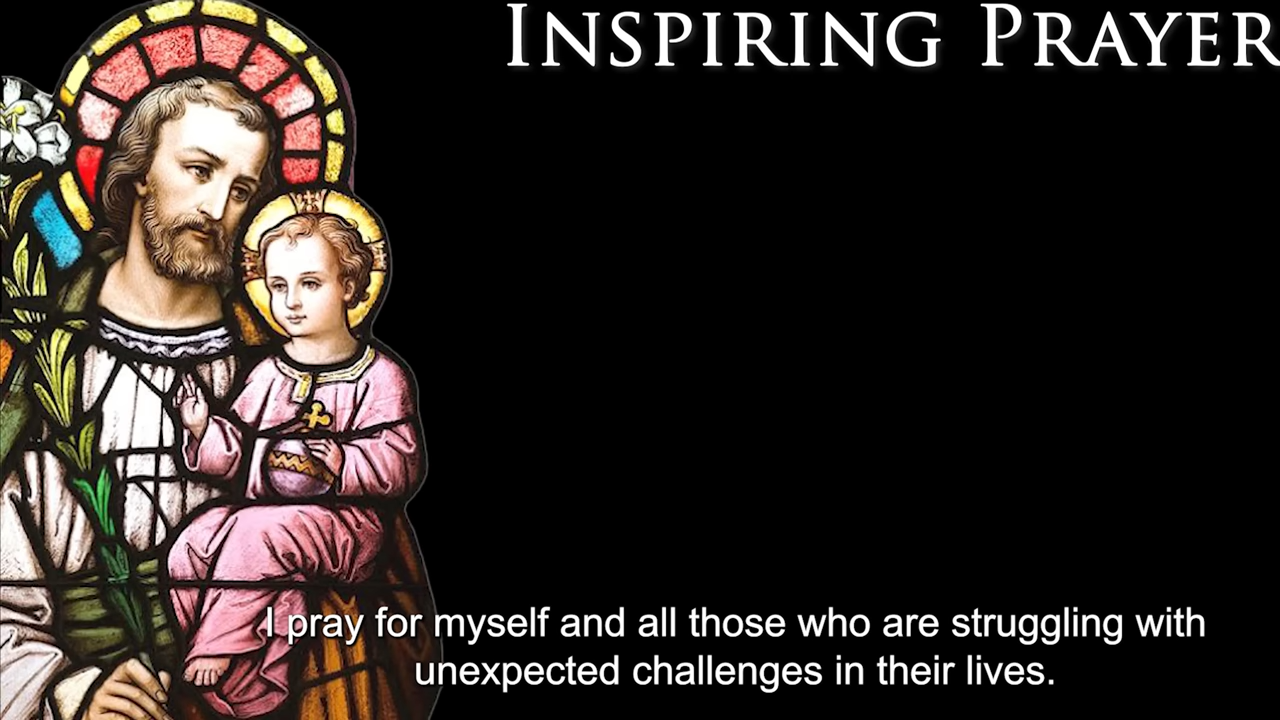 INSPIRING PRAYER
I pray for myself and all those who are struggling with
unexpected challenges in their lives.